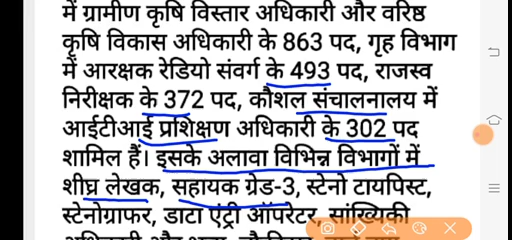 में ग्रामीण कृषि विस्तार अधिकारी और वरिष्ठ
कृषि विकास अधिकारी के 863 पद, गृह विभाग
में आरक्षक रेडियो संवर्ग के 493 पद, राजस्व
निरीक्षक के 372 पद, कौशल संचालनालय में
आईटीआई प्रशिक्षण अधिकारी के 302 पद
शामिल हैं। इसके अलावा विभिन्न विभागों में
शीघ्र लेखक, सहायक ग्रेड-3, स्टेनो टायपिस्ट,
स्टेनोग्राफर, डाटा एंट्री ऑपरेटर, सांख्यिकी